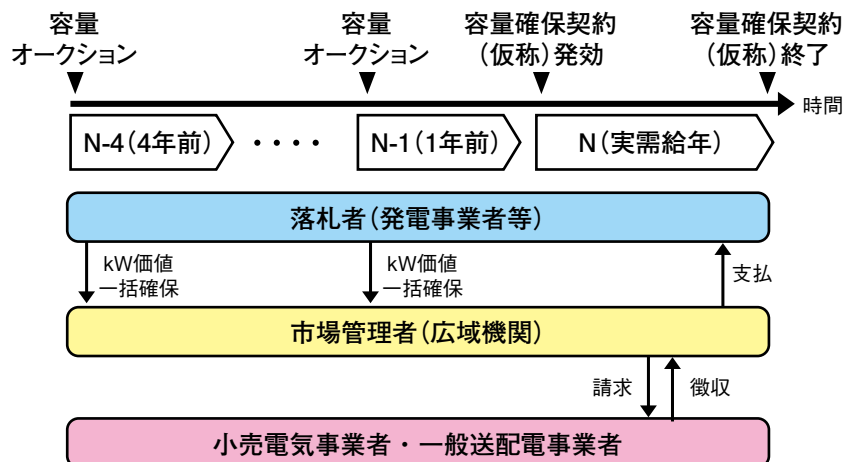 容量
オークション
容量
オークション
容量確保契約
(仮称)発効
容量確保契約
(仮称)終了
時間
N-4(4年前)
・・・・
N-1(1年前)
N(実需給年)
落札者(発電事業者等)
kW価値
一括確保
kW価値
一括確保
支払
市場管理者(広域機関)
請求
徴収
小売電気事業者・一般送配電事業者